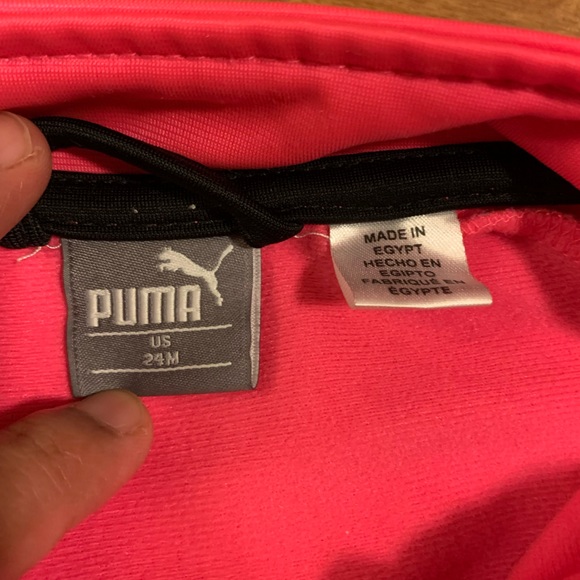 PUMA
US
24M
MADE IN
EGYPT
HECHO EN
EGIPTO
FABRIQUÉ EN
ÉGYPTE